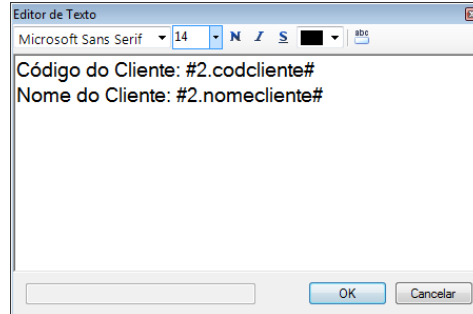 Editor de Texto
Microsoft Sans Serif 14 N I S abc
Código do Cliente: #2.codcliente#
Nome do Cliente: #2.nomecliente#
OK Cancelar